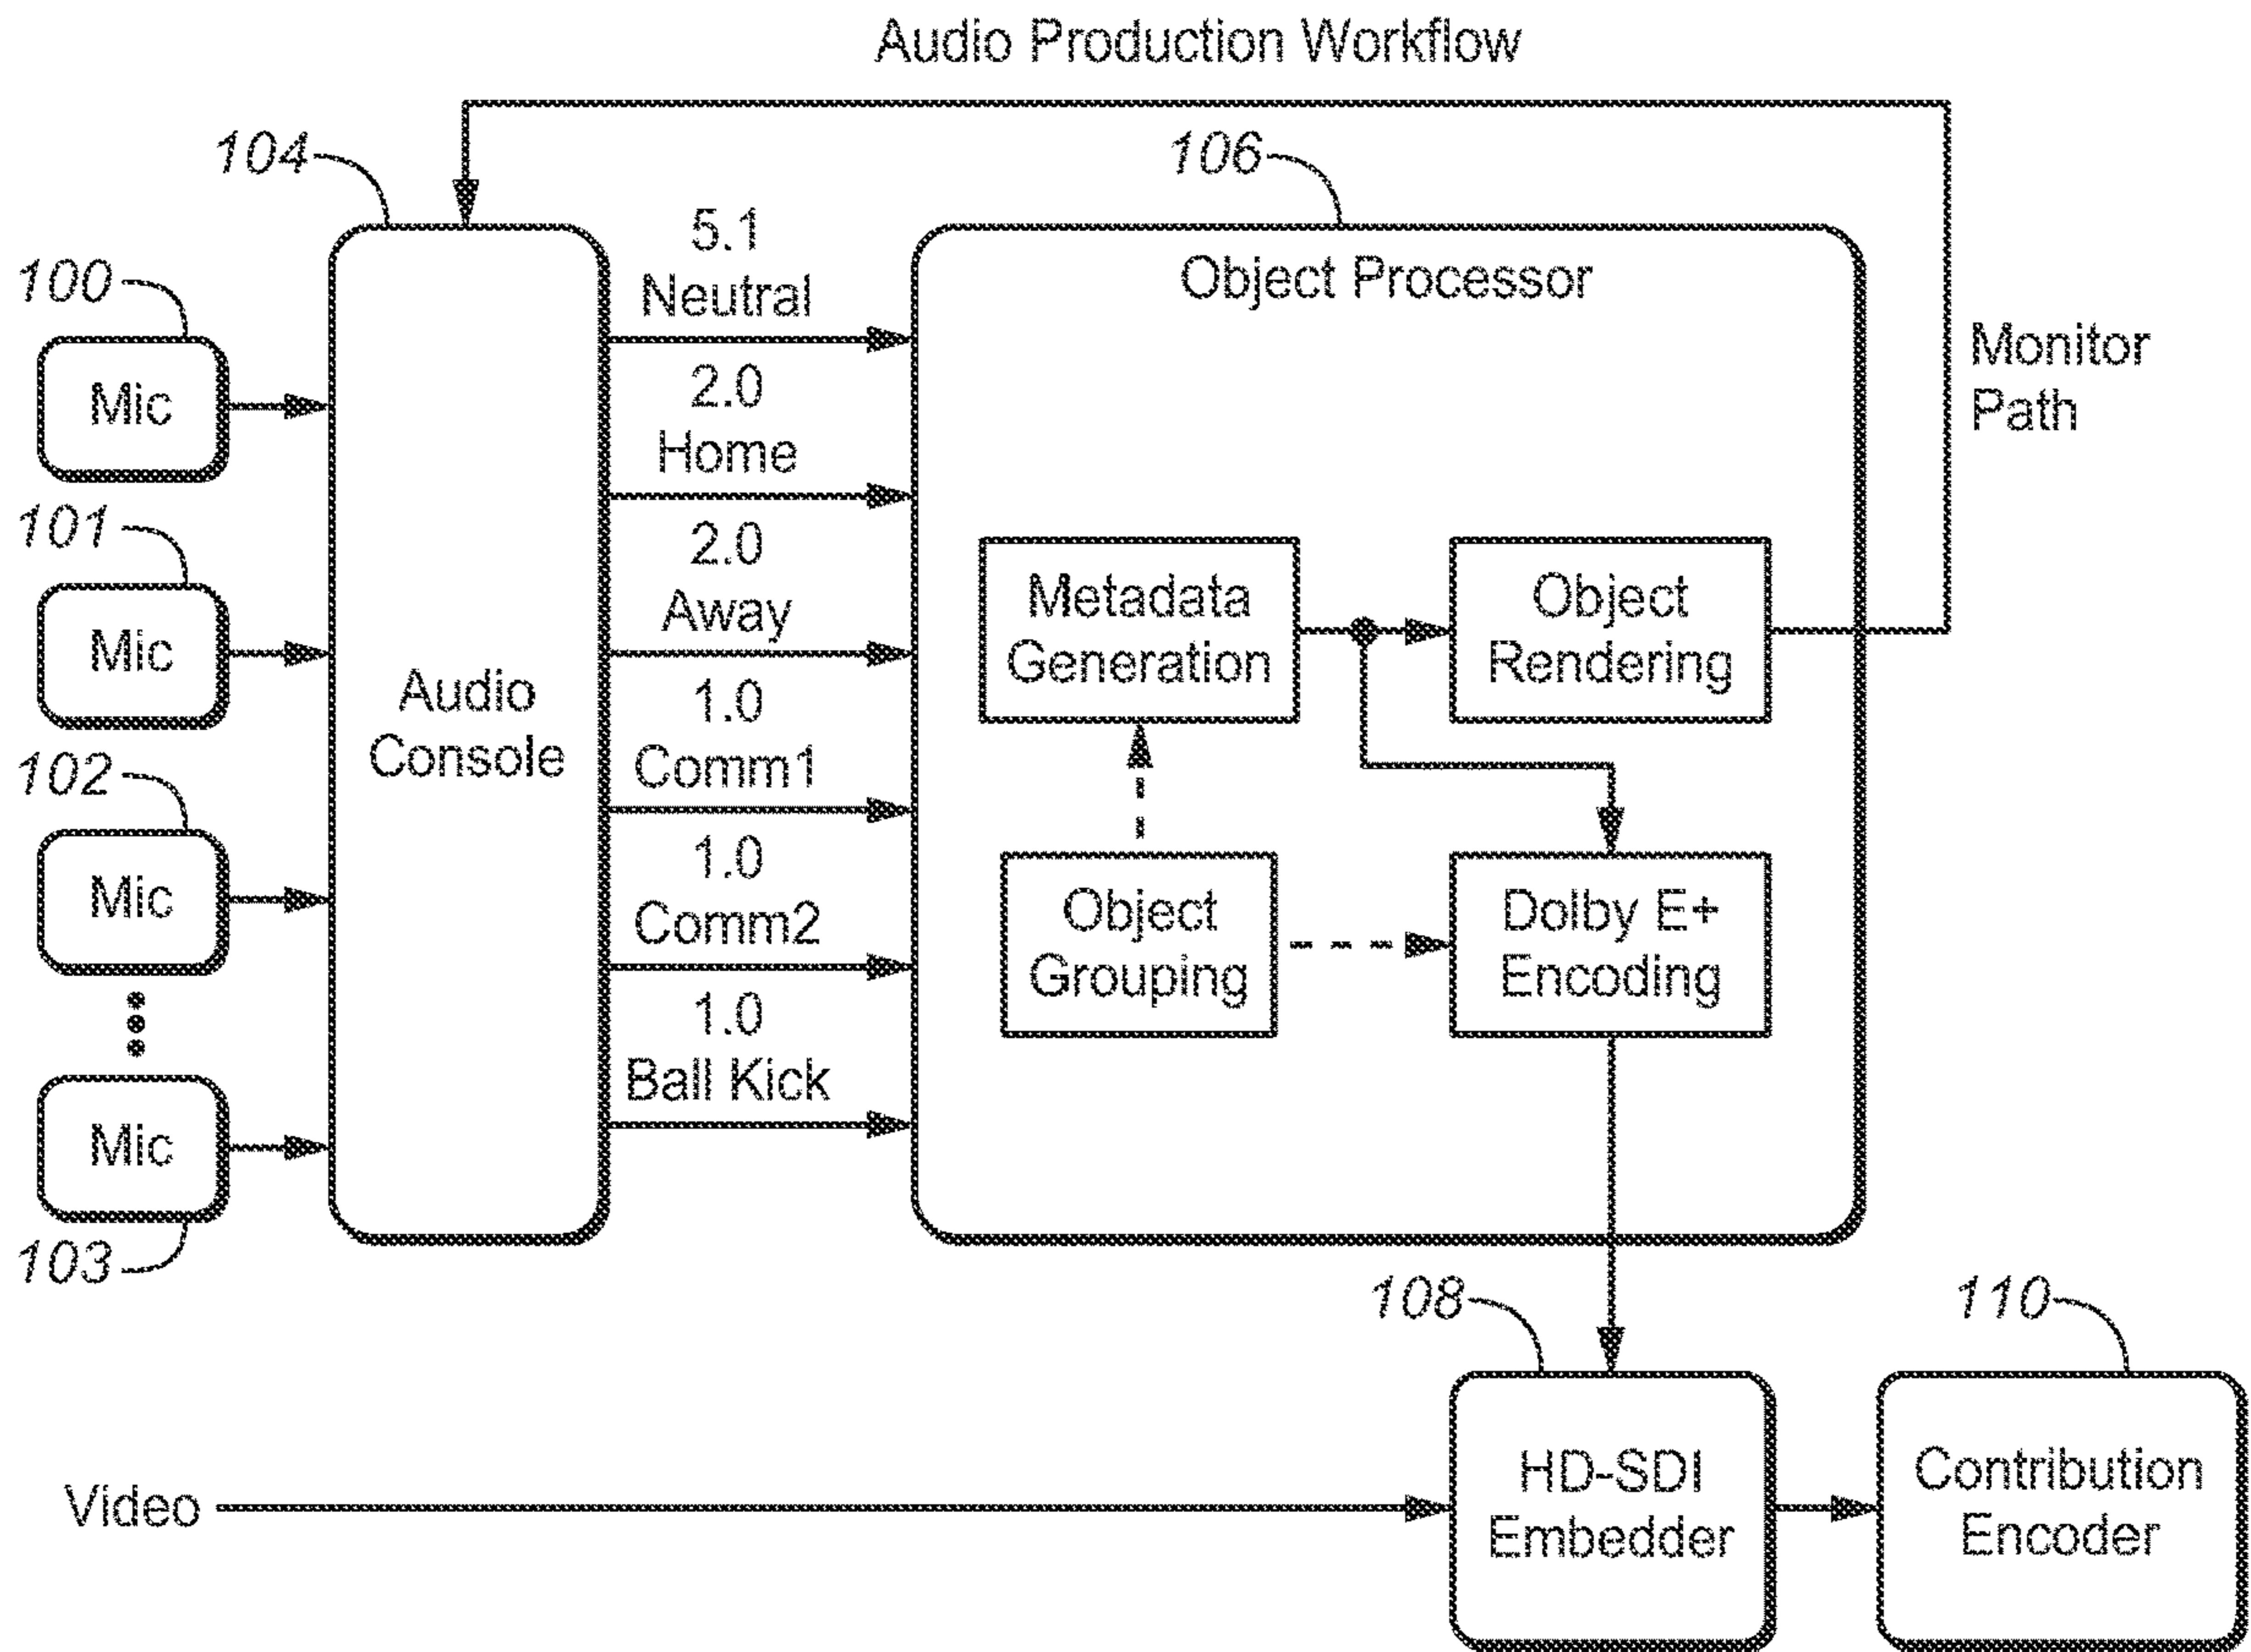 Audio Production Workflow
104
106
5.1
Neutral
Object Processor
100
Mic
Monitor
Path
2.0
Home
101
Mic
2.0
Away
Metadata
Generation
Object
Rendering
Audio
Console
1.0
Comm1
102
Mic
1.0
Comm2
Object
Grouping
Dolby E+
Encoding
1.0
Ball Kick
Mic
103
108
110
Video
HD-SDI
Embedder
Contribution
Encoder